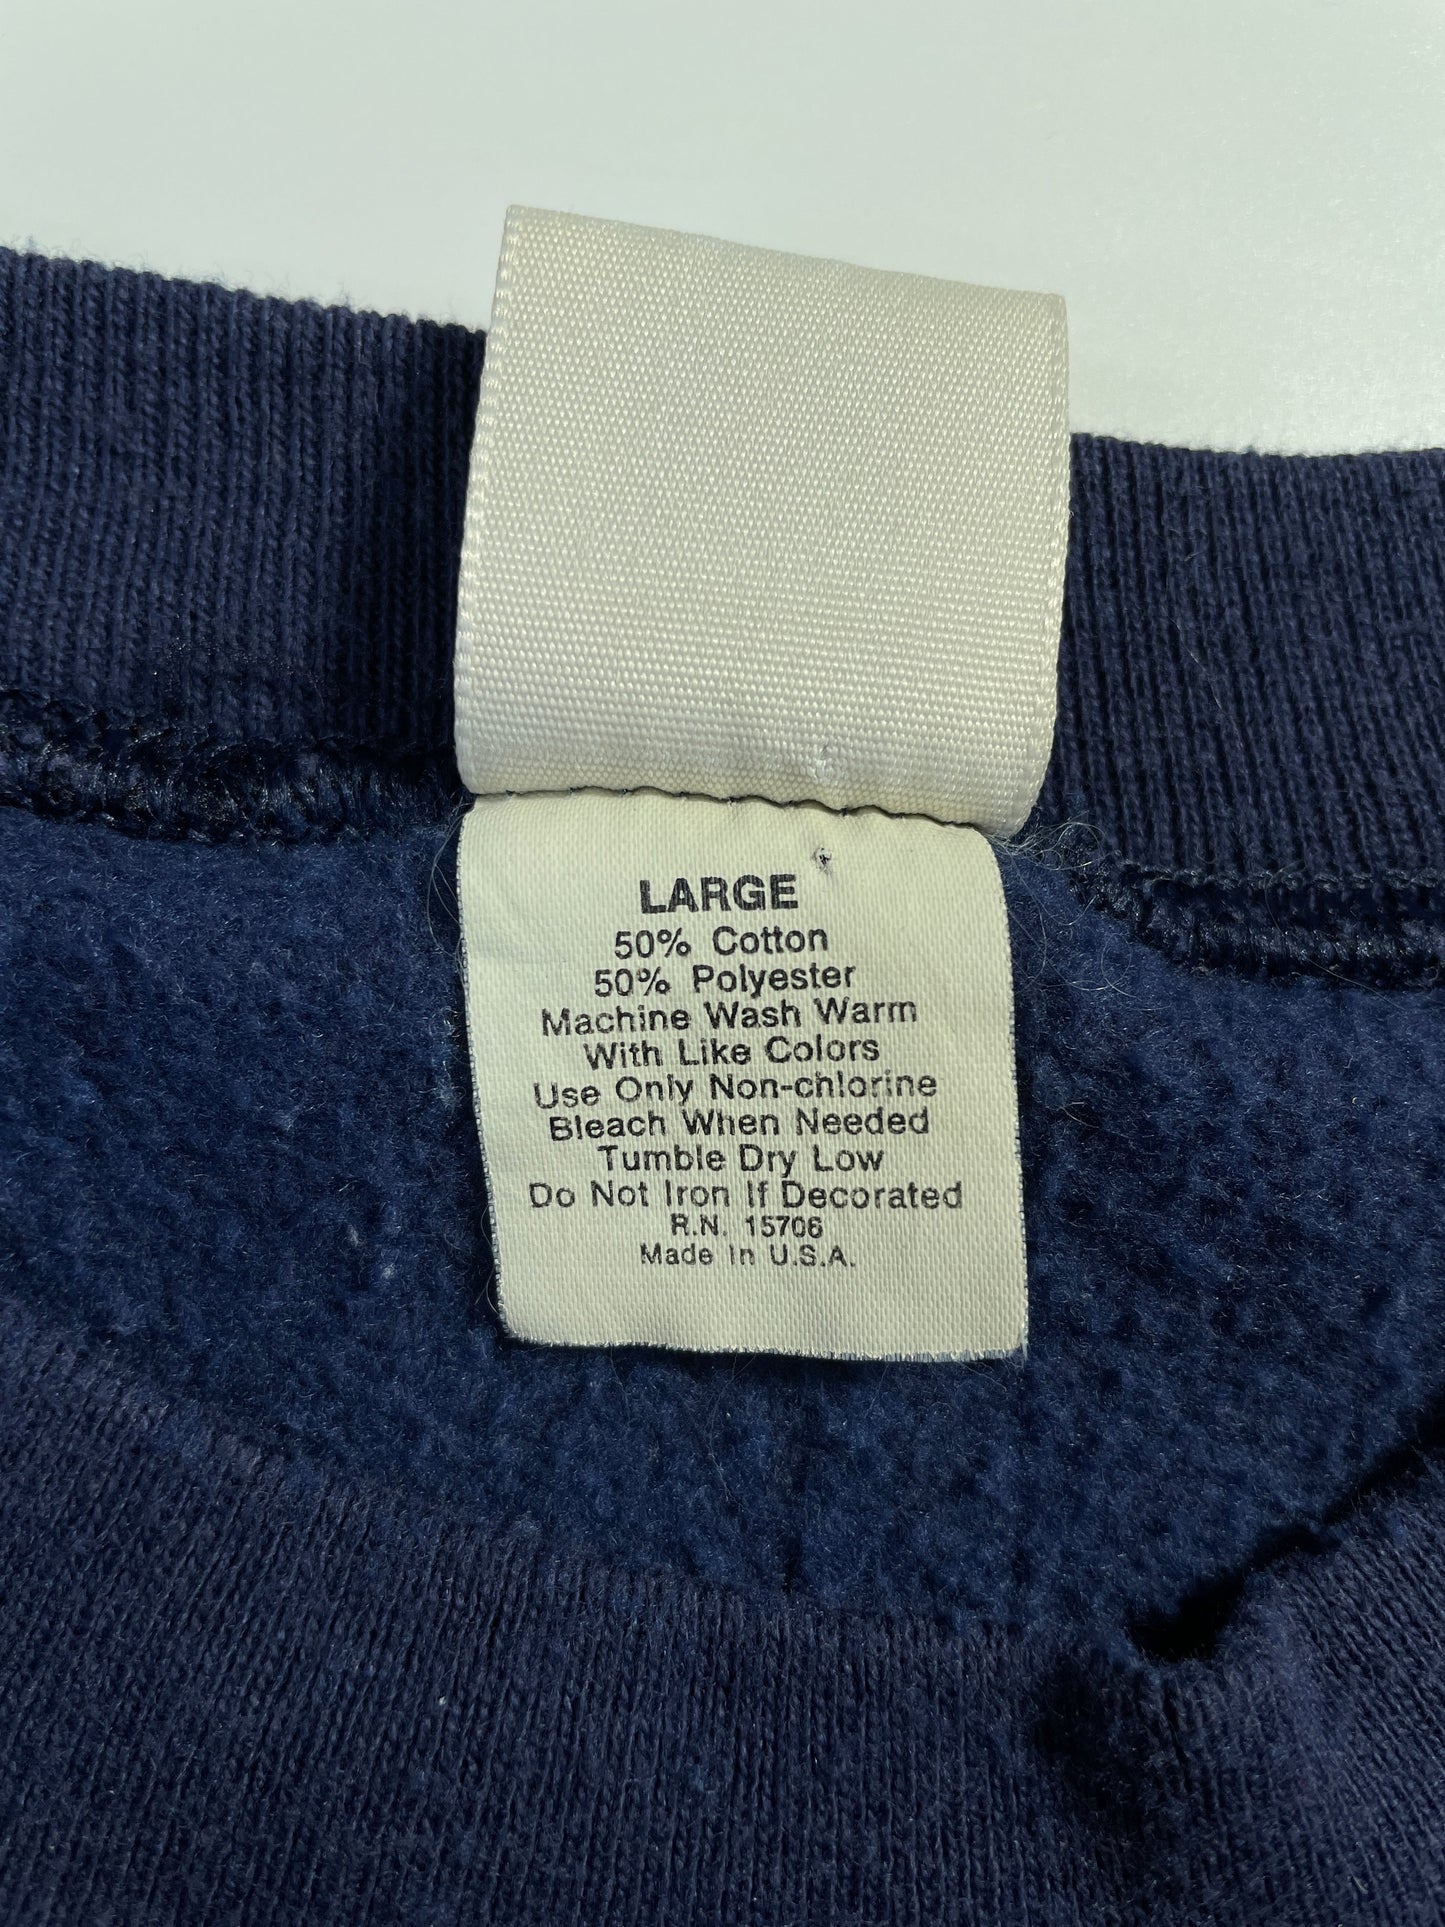 LARGE
50% Cotton
50% Polyester
Machine Wash Warm
With Like Colors
Use Only Non-chlorine
Bleach When Needed
Tumble Dry Low
Do Not Iron If Decorated
R.N. 15706
Made In U.S.A.